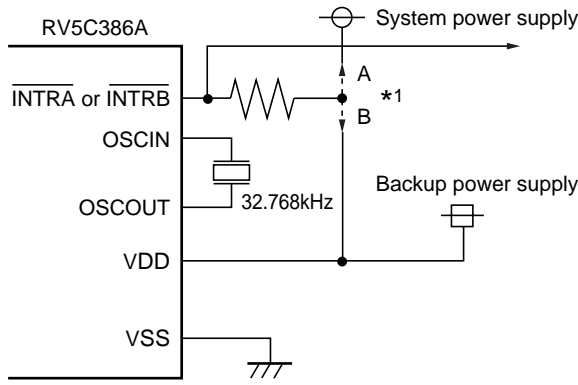 RV5C386A
System power supply
A
*1
INTRA or INTRB
B
OSCIN
Backup power supply
OSCOUT
32.768kHz
VDD
VSS